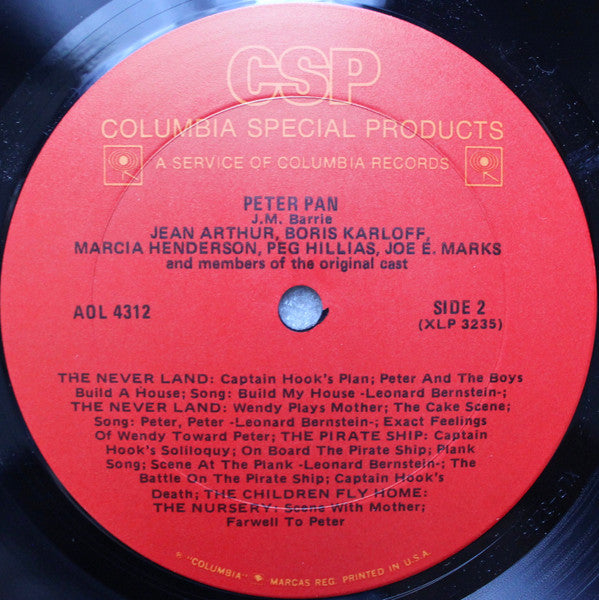 CSP
COLUMBIA SPECIAL PRODUCTS
A SERVICE OF COLUMBIA RECORDS
PETER PAN
J.M. Barrie
JEAN ARTHUR, BORIS KARLOFF,
MARCIA HENDERSON, PEG HILLIAS, JOE E. MARKS
and members of the original cast
AOL 4312
SIDE 2
(XLP 3235)
THE NEVER LAND: Captain Hook's Plan; Peter And The Boys
Build A House; Song: Build My House -Leonard Bernstein-;
THE NEVER LAND: Wendy Plays Mother; The Cake Scene;
Song: Peter, Peter -Leonard Bernstein-; Exact Feelings
Of Wendy Toward Peter; THE PIRATE SHIP: Captain
Hook's Soliloquy; On Board The Pirate Ship; Plank
Song; Scene At The Plank -Leonard Bernstein-; The
Battle On The Pirate Ship; Captain Hook's
Death; THE CHILDREN FLY HOME:
THE NURSERY: Scene With Mother;
Farwell To Peter
"COLUMBIA" MARCAS REG. PRINTED IN U.S.A.